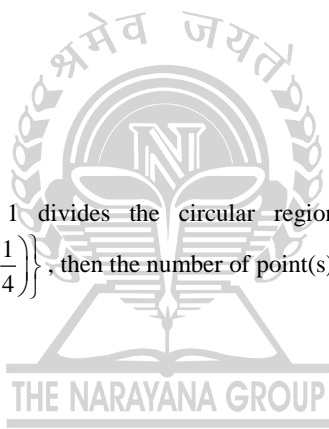 श्रमेव जयते
N
1 divides the circular region
1/4)}, then the number of point(s)
THE NARAYANA GROUP